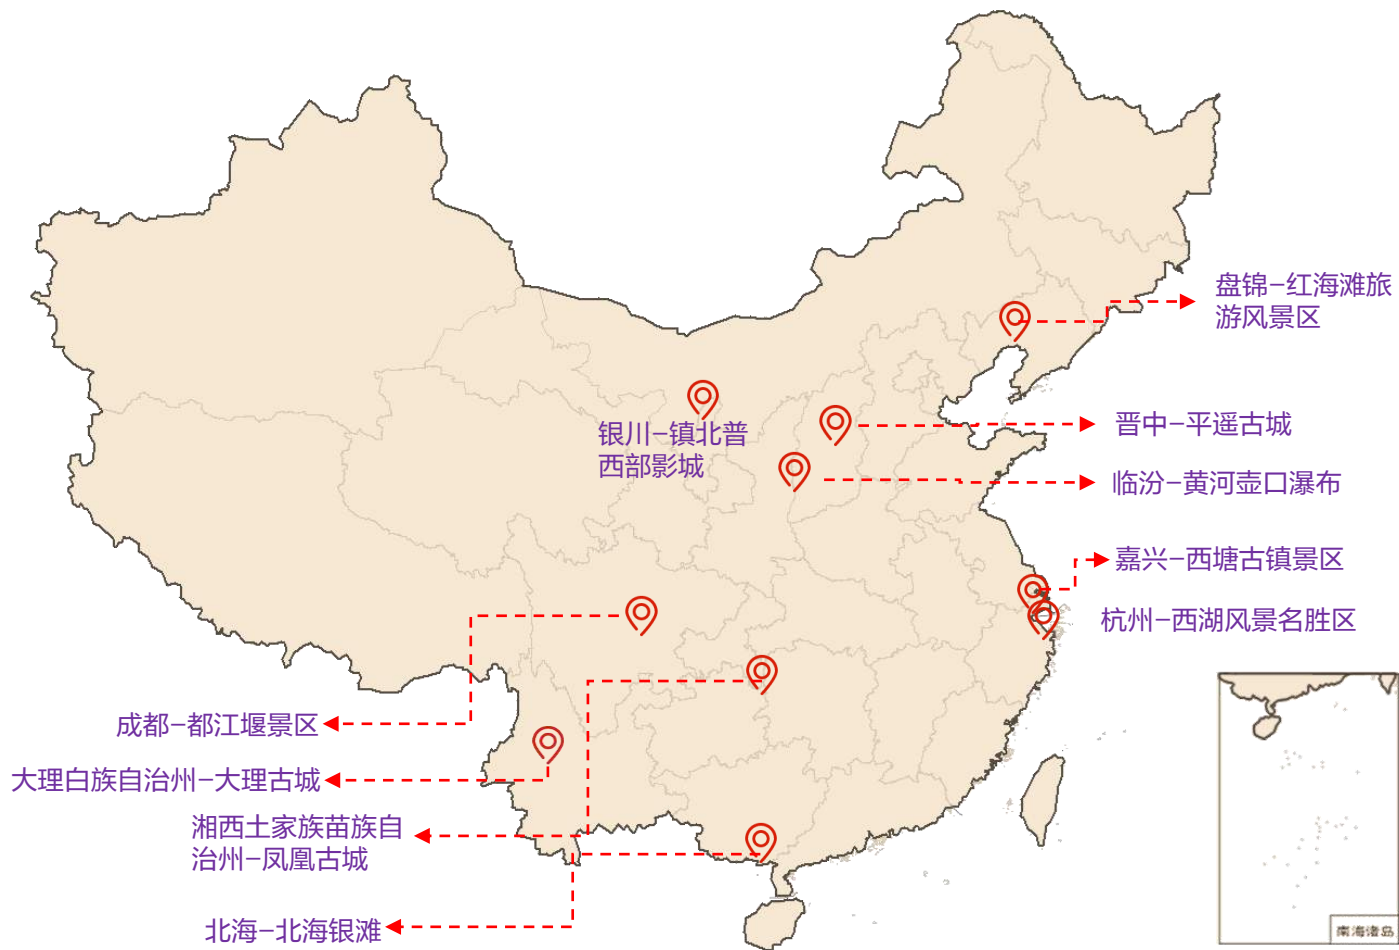 盘锦-红海滩旅
游风景区
银川-镇北普
西部影城
晋中-平遥古城
临汾-黄河壶口瀑布
嘉兴-西塘古镇景区
杭州-西湖风景名胜区
成都-都江堰景区
大理白族自治州-大理古城
湘西土家族苗族自
治州-凤凰古城
北海-北海银滩
南海诸岛